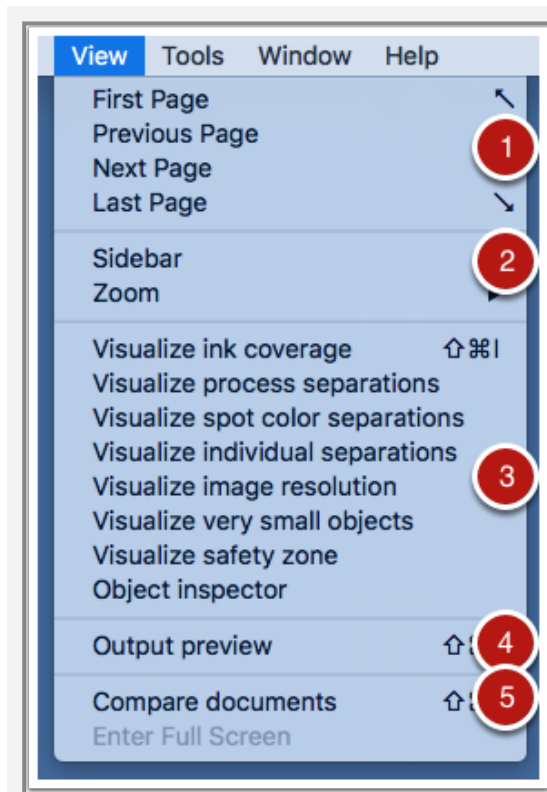 View Tools Window Help
First Page ↖
Previous Page
1
Next Page
Last Page ↘
Sidebar 2
Zoom
Visualize ink coverage ⇧⌘I
Visualize process separations
Visualize spot color separations
Visualize individual separations
3
Visualize image resolution
Visualize very small objects
Visualize safety zone
Object inspector
Output preview ⇧ 4
Compare documents ⇧ 5
Enter Full Screen